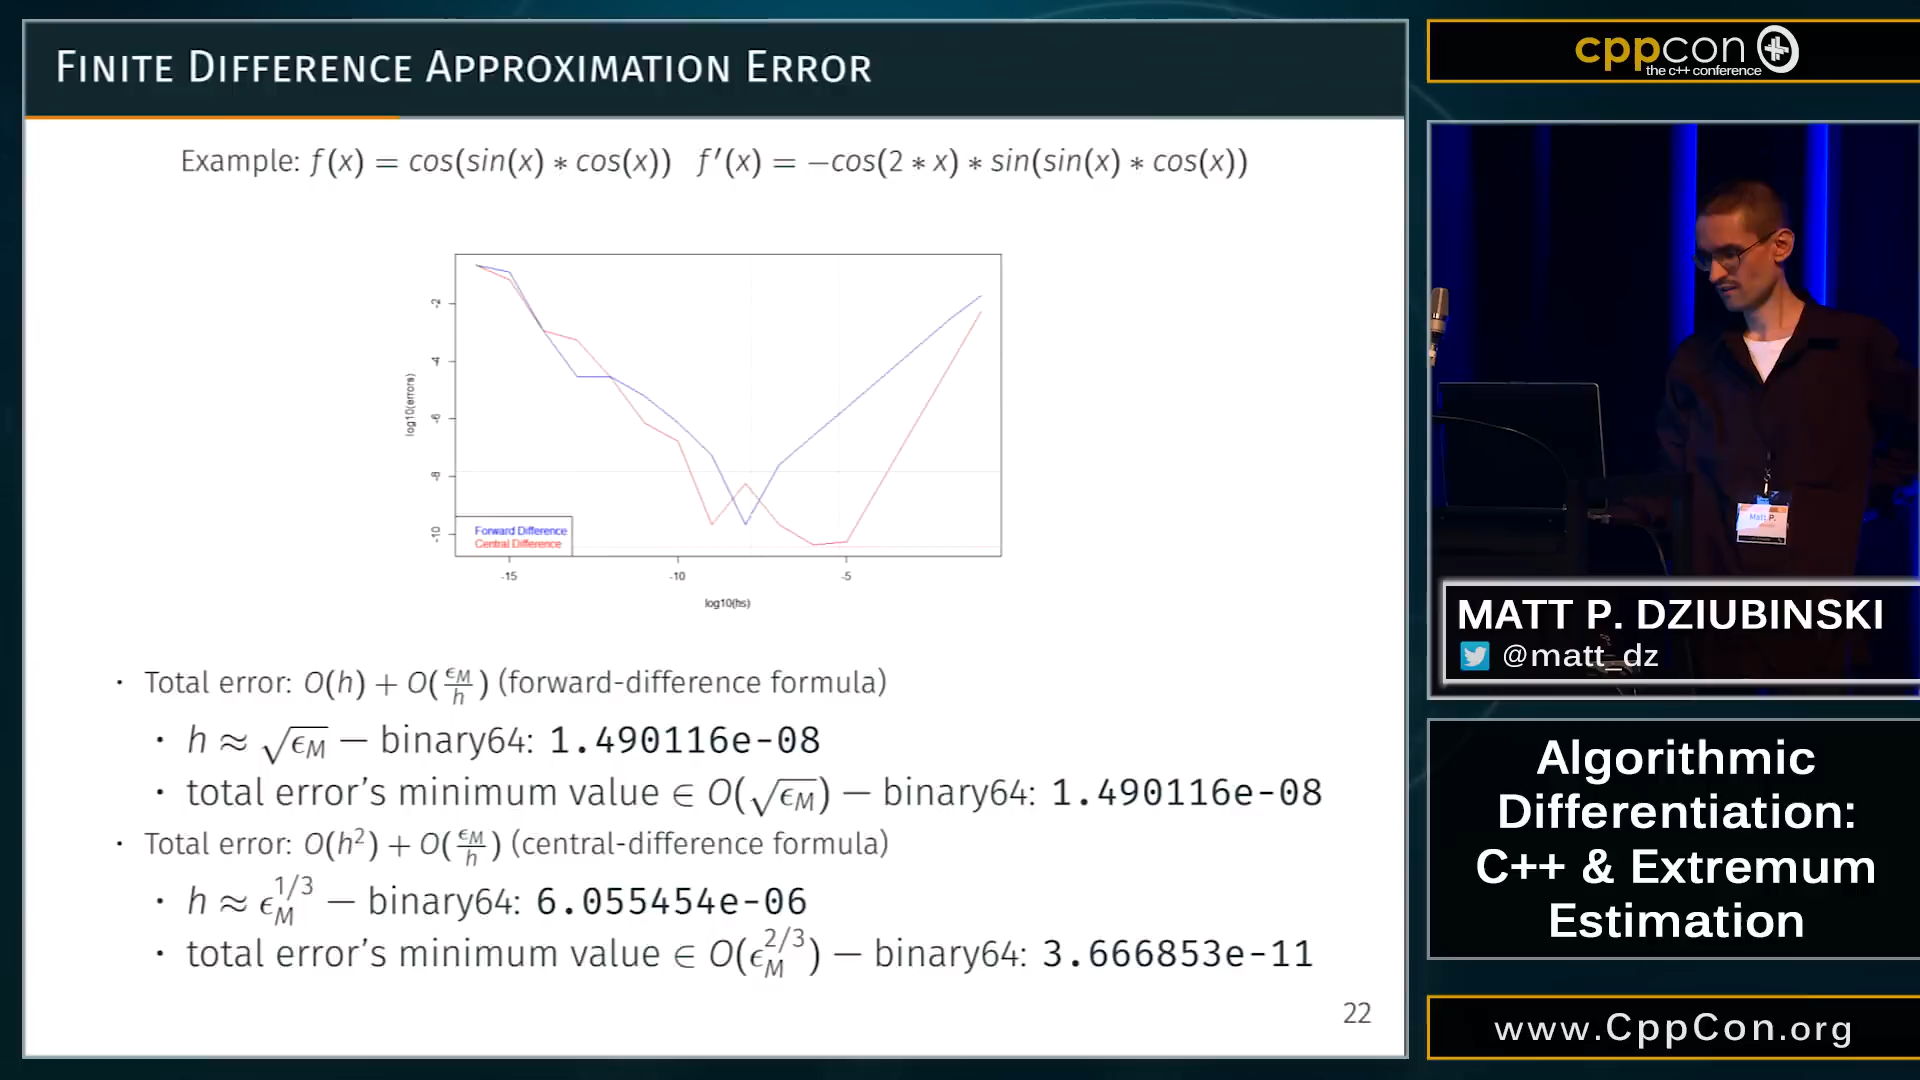 FINITE DIFFERENCE APPROXIMATION ERROR
Example: f(x) = cos(sin(x) ∗ cos(x)) f′(x) = −cos(2 ∗ x) ∗ sin(sin(x) ∗ cos(x))
-2
-4
-6
-8
-10
log10(errors)
Forward Difference
Central Difference
-15 -10 -5
log10(hs)
· Total error: O(h) + O(ϵM/h) (forward-difference formula)
· h ≈ √ϵM — binary64: 1.490116e-08
· total error’s minimum value ∈ O(√ϵM) — binary64: 1.490116e-08
· Total error: O(h²) + O(ϵM/h) (central-difference formula)
· h ≈ ϵM^1/3 — binary64: 6.055454e-06
· total error’s minimum value ∈ O(ϵM^2/3) — binary64: 3.666853e-11
22
cppcon
the c++ conference
Matt P.
MATT P. DZIUBINSKI
@matt_dz
Algorithmic
Differentiation:
C++ & Extremum
Estimation
www.CppCon.org